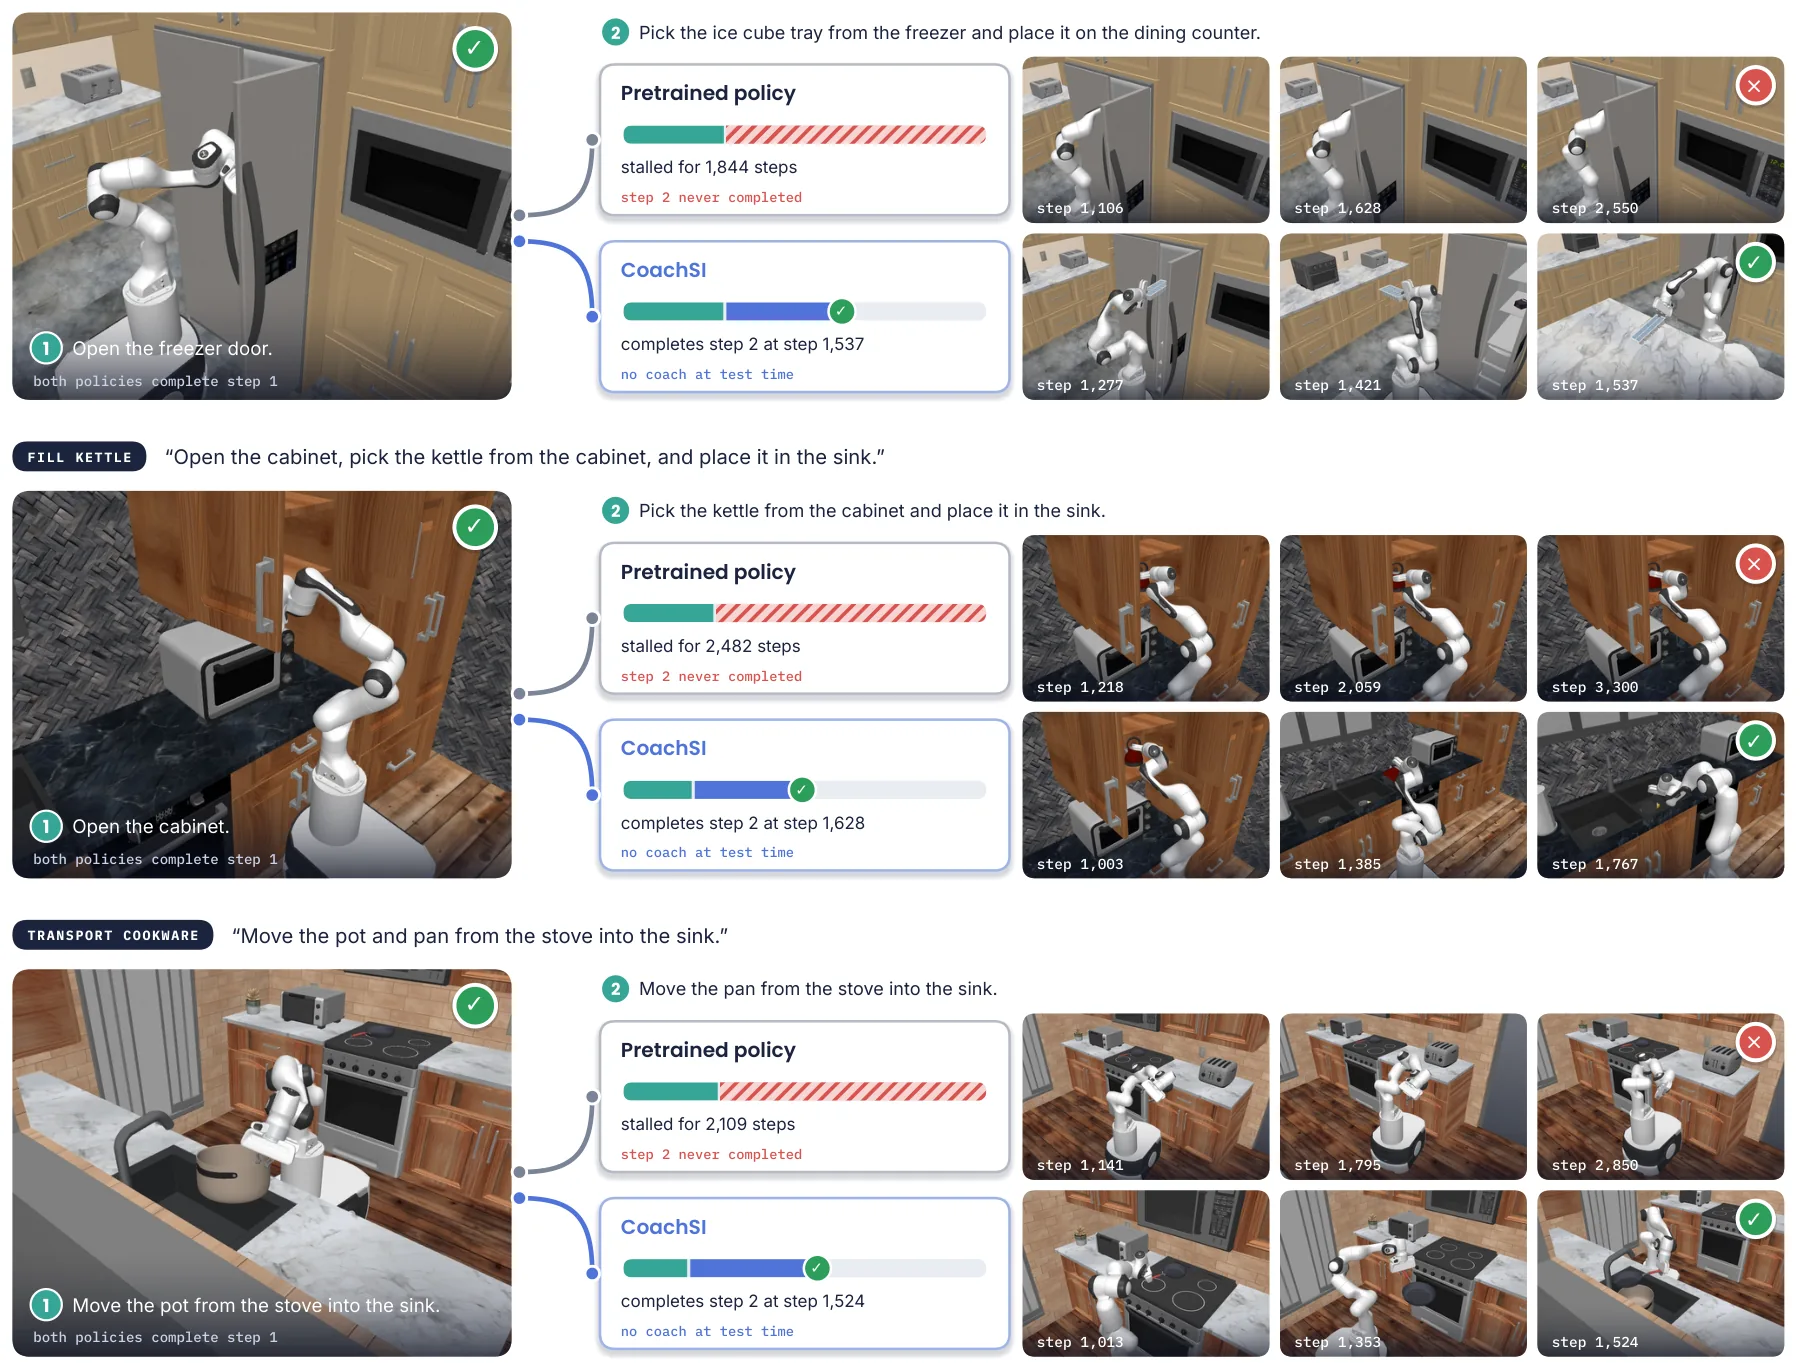 2 Pick the ice cube tray from the freezer and place it on the dining counter.
1 Open the freezer door.
both policies complete step 1
Pretrained policy
stalled for 1,844 steps
step 2 never completed
step 1,106
step 1,628
step 2,550
CoachSI
completes step 2 at step 1,537
no coach at test time
step 1,277
step 1,421
step 1,537
FILL KETTLE “Open the cabinet, pick the kettle from the cabinet, and place it in the sink.”
2 Pick the kettle from the cabinet and place it in the sink.
1 Open the cabinet.
both policies complete step 1
Pretrained policy
stalled for 2,482 steps
step 2 never completed
step 1,218
step 2,059
step 3,300
CoachSI
completes step 2 at step 1,628
no coach at test time
step 1,003
step 1,385
step 1,767
TRANSPORT COOKWARE “Move the pot and pan from the stove into the sink.”
2 Move the pan from the stove into the sink.
1 Move the pot from the stove into the sink.
both policies complete step 1
Pretrained policy
stalled for 2,109 steps
step 2 never completed
step 1,141
step 1,795
step 2,850
CoachSI
completes step 2 at step 1,524
no coach at test time
step 1,013
step 1,353
step 1,524